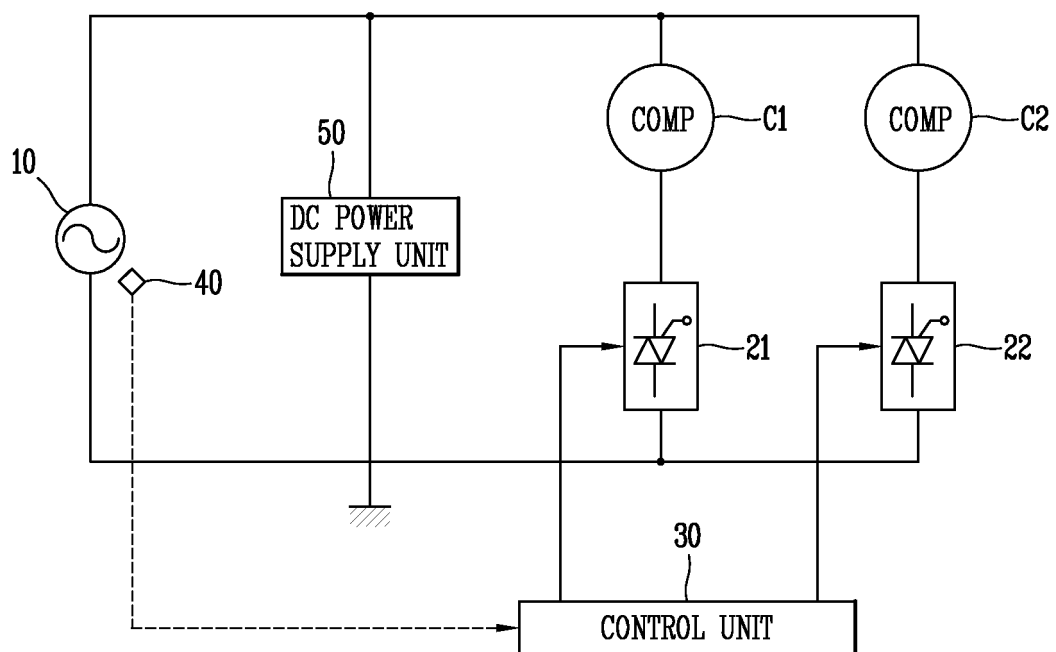 COMP
C1
COMP
C2
50
10
DC POWER
SUPPLY UNIT
40
21
22
30
CONTROL UNIT